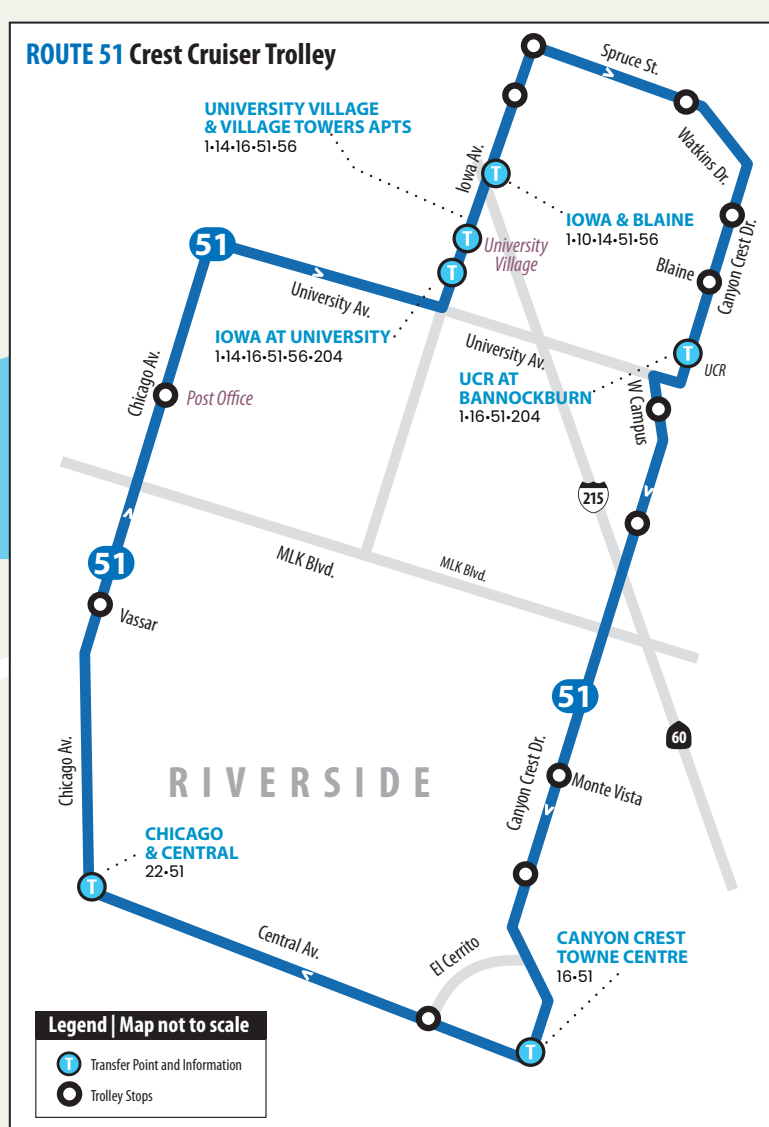 ROUTE 51 Crest Cruiser Trolley
Spruce St.
UNIVERSITY VILLAGE
& VILLAGE TOWERS APTS
1•14•16•51•56
Watkins Dr.
Iowa Av.
IOWA & BLAINE
1•10•14•51•56
51
University
Village
Canyon Crest Dr.
Blaine
University Av.
IOWA AT UNIVERSITY
1•14•16•51•56•204
University Av.
UCR
UCR AT
BANNOCKBURN
1•16•51•204
W Campus
Chicago Av.
Post Office
215
MLK Blvd.
MLK Blvd.
51
Vassar
51
60
Chicago Av.
RIVERSIDE
Canyon Crest Dr.
Monte Vista
CHICAGO
& CENTRAL
22•51
Central Av.
El Cerrito
CANYON CREST
TOWNE CENTRE
16•51
T
T
T
T
T
T
Legend | Map not to scale
T Transfer Point and Information
Trolley Stops